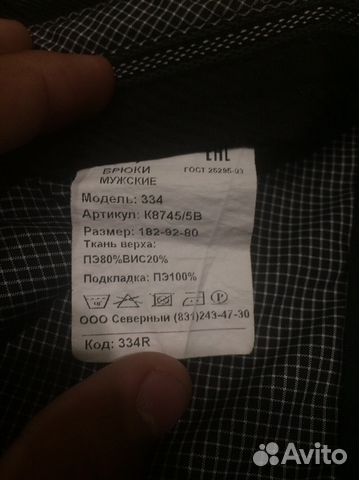 EAC
БРЮКИ ГОСТ 25295-03
МУЖСКИЕ
Модель: 334
Артикул: К8745/5В
Размер: 182-92-80
Ткань верха:
ПЭ80%ВИС20%
Подкладка: ПЭ100%
ООО Северный (831)243-47-30
Код: 334R
Avito